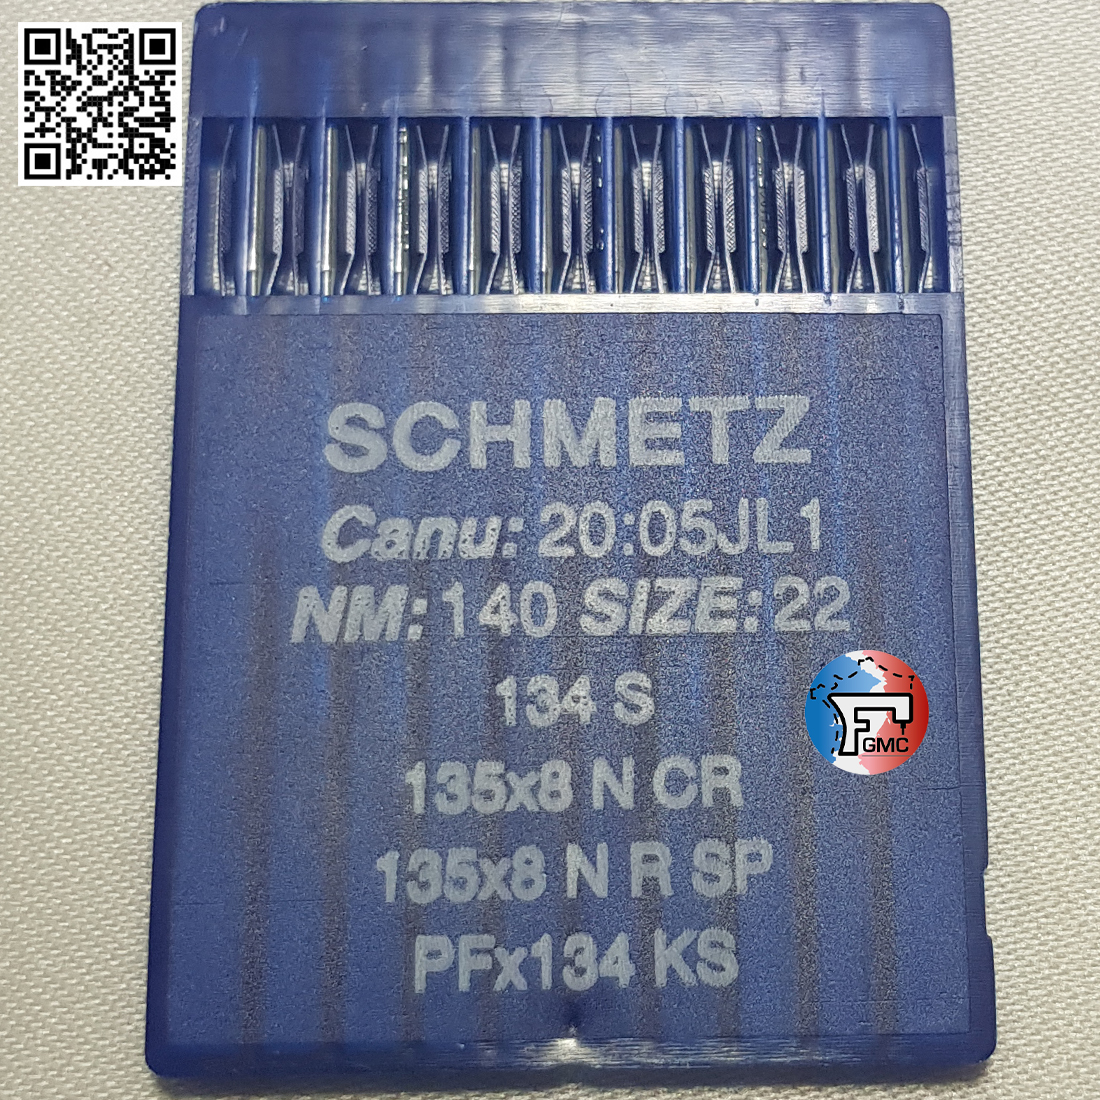 SCHMETZ
Canu: 20:05JL1
NM: 140 SIZE: 22
134 S
135x8 N CR
135x8 N R SP
PFx134 KS
F
GMC